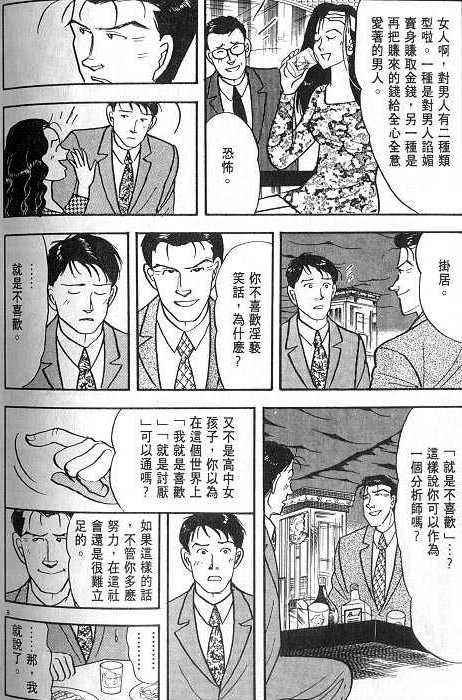 女人啊，對男人有二種類
型啦。一種是對男人諂媚
賣身賺取金錢，另一種是
再把賺來的錢給全心全意
愛著的男人。
恐怖。
掛居。
你不喜歡淫褻
笑話，為什麽？
……
就是不喜歡。
「就是不喜歡」…？
這樣說你可以作為
一個分析師嗎？
又不是高中女
孩子，你以為
在這個世界上
「我就是喜歡
」「就是討厭
」可以通嗎？
如果這樣的話
，不管你多麽
努力，在這社
會還是很難立
足的。
……那，我
就說了。